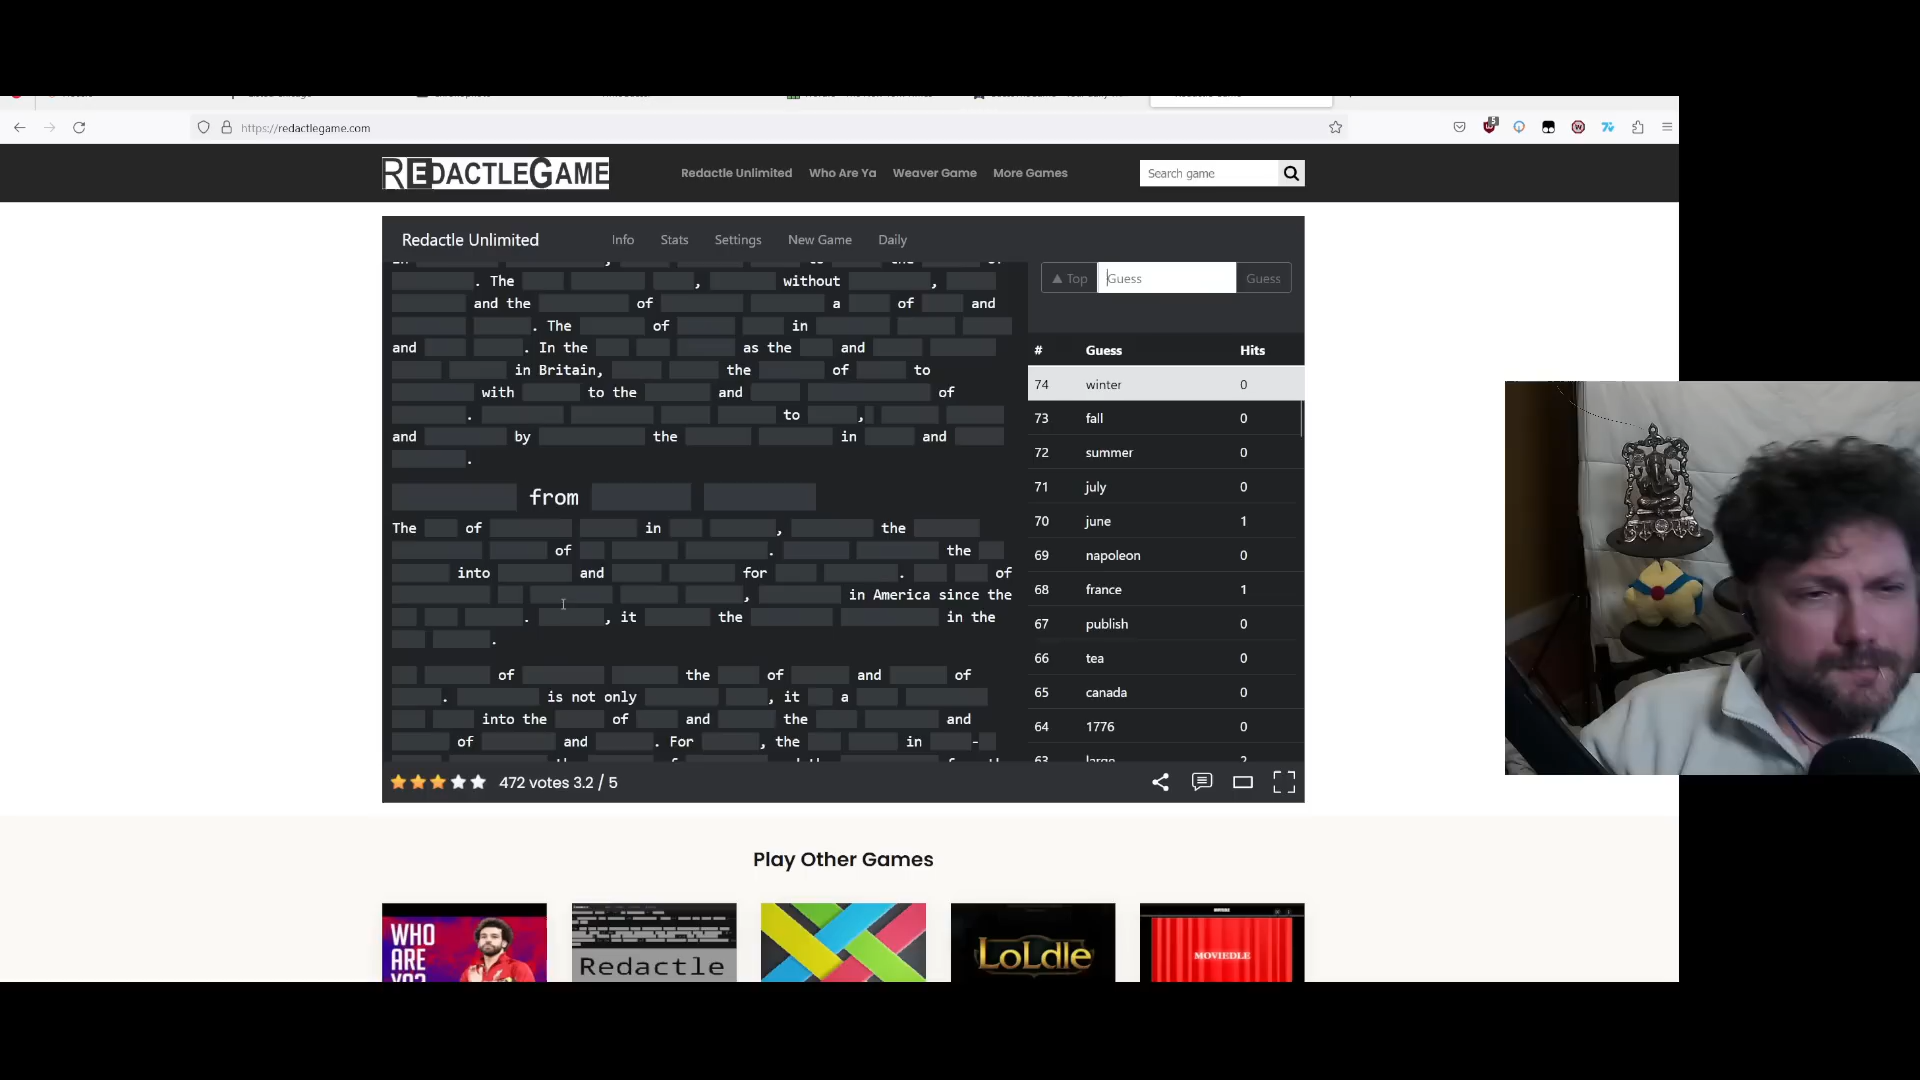 https://redactlegame.com
REDACTLEGAME
Redactle Unlimited Who Are Ya Weaver Game More Games
Search game
Redactle Unlimited Info Stats Settings New Game Daily
. The , without ,
and the of a of and
. The of in
and . In the as the and
in Britain, the of to
with to the and of
. to ,
and by the in and
.
from
The of in , the
of . the
into and for . of
, in America since the
. , it the in the
.
of the of and of
. is not only , it a
into the of and the and
of and . For , the in -
▲ Top Guess Guess
# Guess Hits
74 winter 0
73 fall 0
72 summer 0
71 july 0
70 june 1
69 napoleon 0
68 france 1
67 publish 0
66 tea 0
65 canada 0
64 1776 0
63 large 2
472 votes 3.2 / 5
Play Other Games
WHO
ARE
YA?
Redactle
LOLDLE
MOVIEDLE